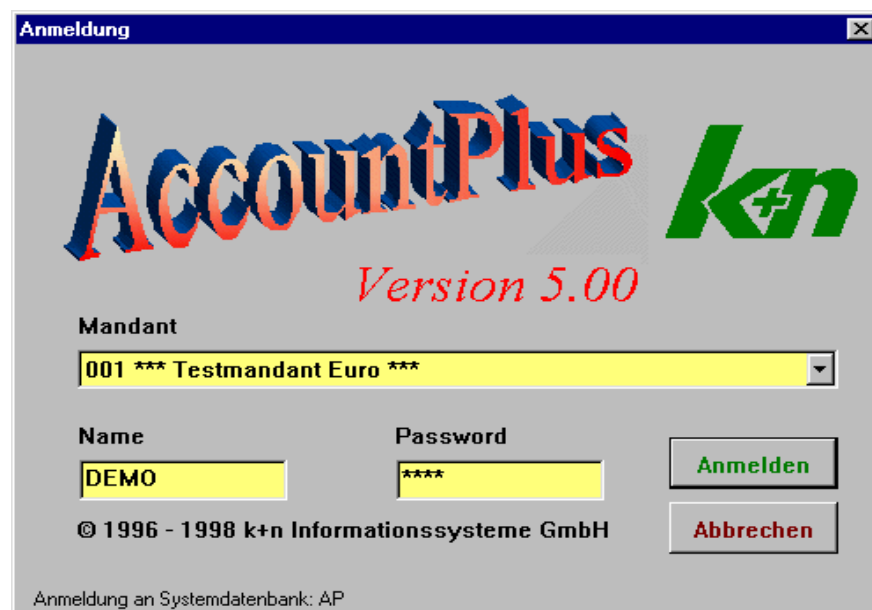 Anmeldung
AccountPlus
k+n
Version 5.00
Mandant
001 *** Testmandant Euro ***
Name Password
DEMO ****
Anmelden
© 1996 - 1998 k+n Informationssysteme GmbH
Abbrechen
Anmeldung an Systemdatenbank: AP